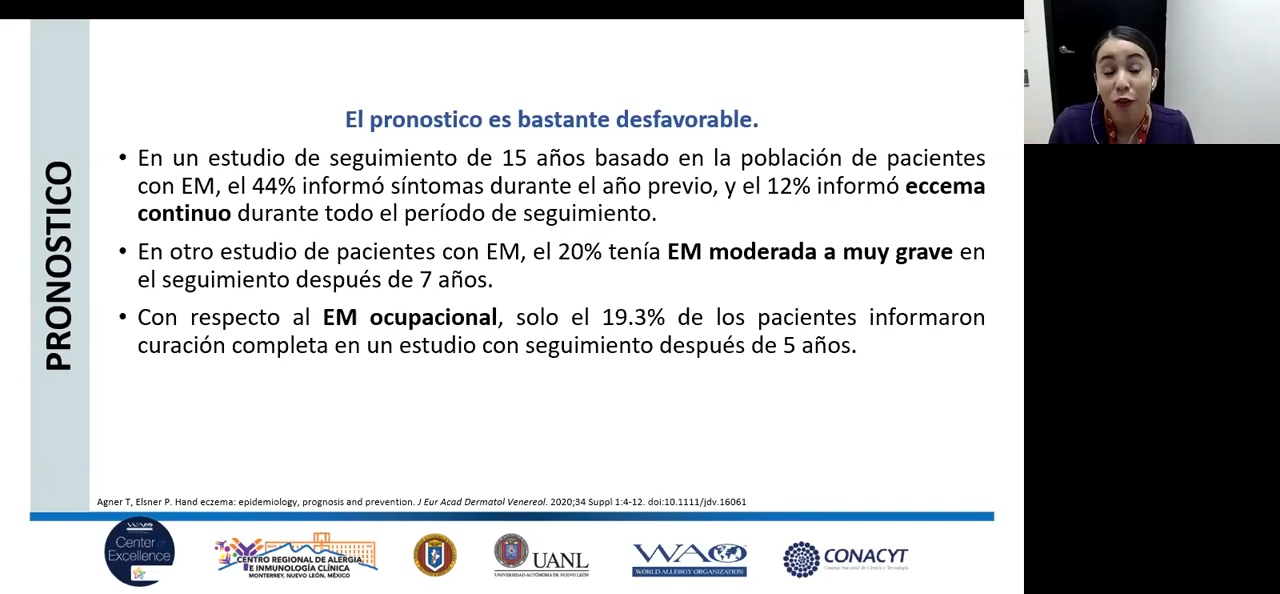 PRONOSTICO
El pronostico es bastante desfavorable.
• En un estudio de seguimiento de 15 años basado en la población de pacientes
con EM, el 44% informó síntomas durante el año previo, y el 12% informó eccema
continuo durante todo el período de seguimiento.
• En otro estudio de pacientes con EM, el 20% tenía EM moderada a muy grave en
el seguimiento después de 7 años.
• Con respecto al EM ocupacional, solo el 19.3% de los pacientes informaron
curación completa en un estudio con seguimiento después de 5 años.
Agner T, Elsner P. Hand eczema: epidemiology, prognosis and prevention. J Eur Acad Dermatol Venereol. 2020;34 Suppl 1:4-12. doi:10.1111/jdv.16061
Center of
Excellence
CENTRO REGIONAL DE ALERGIA
E INMUNOLOGÍA CLÍNICA
MONTERREY, NUEVO LEÓN, MÉXICO
UANL
UNIVERSIDAD AUTÓNOMA DE NUEVO LEÓN
WAO
WORLD ALLERGY ORGANIZATION
CONACYT
Consejo Nacional de Ciencia y Tecnología